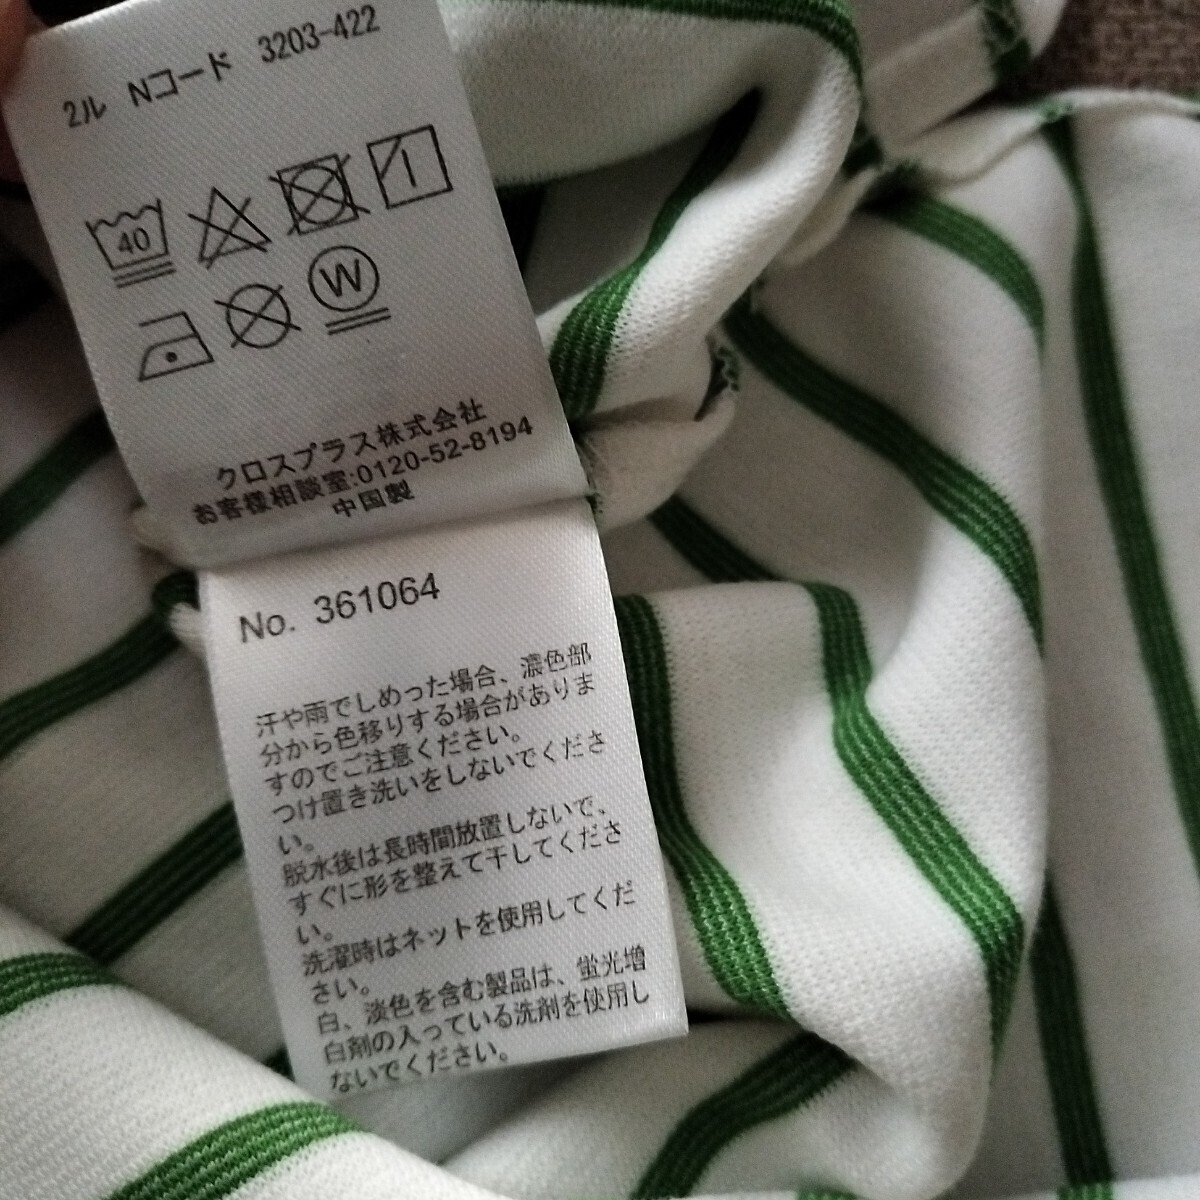 2ル Nコード 3203-422
40
W
クロスプラス株式会社
お客様相談室:0120-52-8194
中国製
No. 361064
汗や雨でしめった場合、濃色部
分から色移りする場合がありま
すのでご注意ください。
つけ置き洗いをしないでくださ
い。
脱水後は長時間放置しないで、
すぐに形を整えて干してくださ
い。
洗濯時はネットを使用してくだ
さい。
白、淡色を含む製品は、蛍光増
白剤の入っている洗剤を使用し
ないでください。